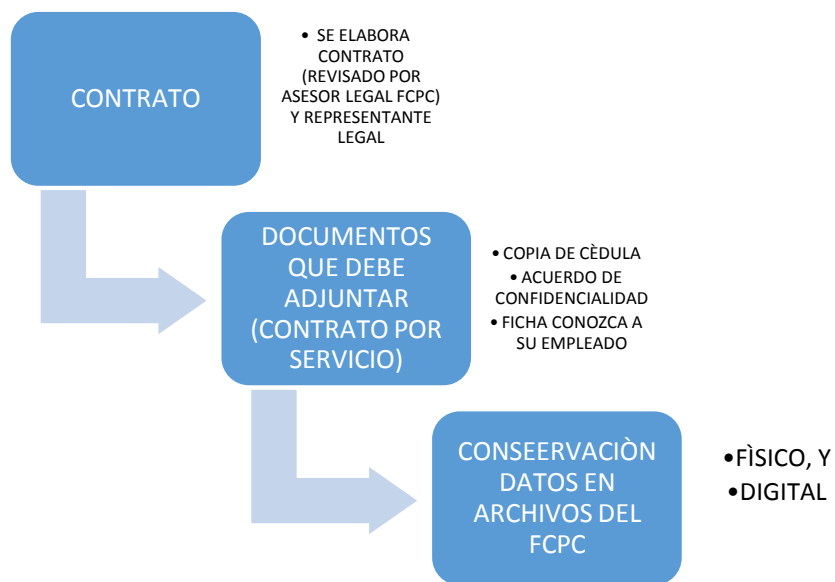 CONTRATO
• SE ELABORA
CONTRATO
(REVISADO POR
ASESOR LEGAL FCPC)
Y REPRESENTANTE
LEGAL
DOCUMENTOS
QUE DEBE
ADJUNTAR
(CONTRATO POR
SERVICIO)
• COPIA DE CÈDULA
• ACUERDO DE
CONFIDENCIALIDAD
• FICHA CONOZCA A
SU EMPLEADO
CONSEERVACIÒN
DATOS EN
ARCHIVOS DEL
FCPC
•FÌSICO, Y
•DIGITAL